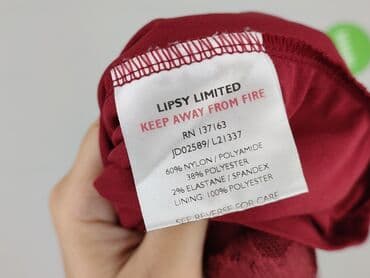 LIPSY LIMITED
KEEP AWAY FROM FIRE
RN 137163
JD02589/ L21337
60% NYLON / POLYAMIDE
38% POLYESTER
2% ELASTANE / SPANDEX
LINING: 100% POLYESTER
SEE REVERSE FOR CARE